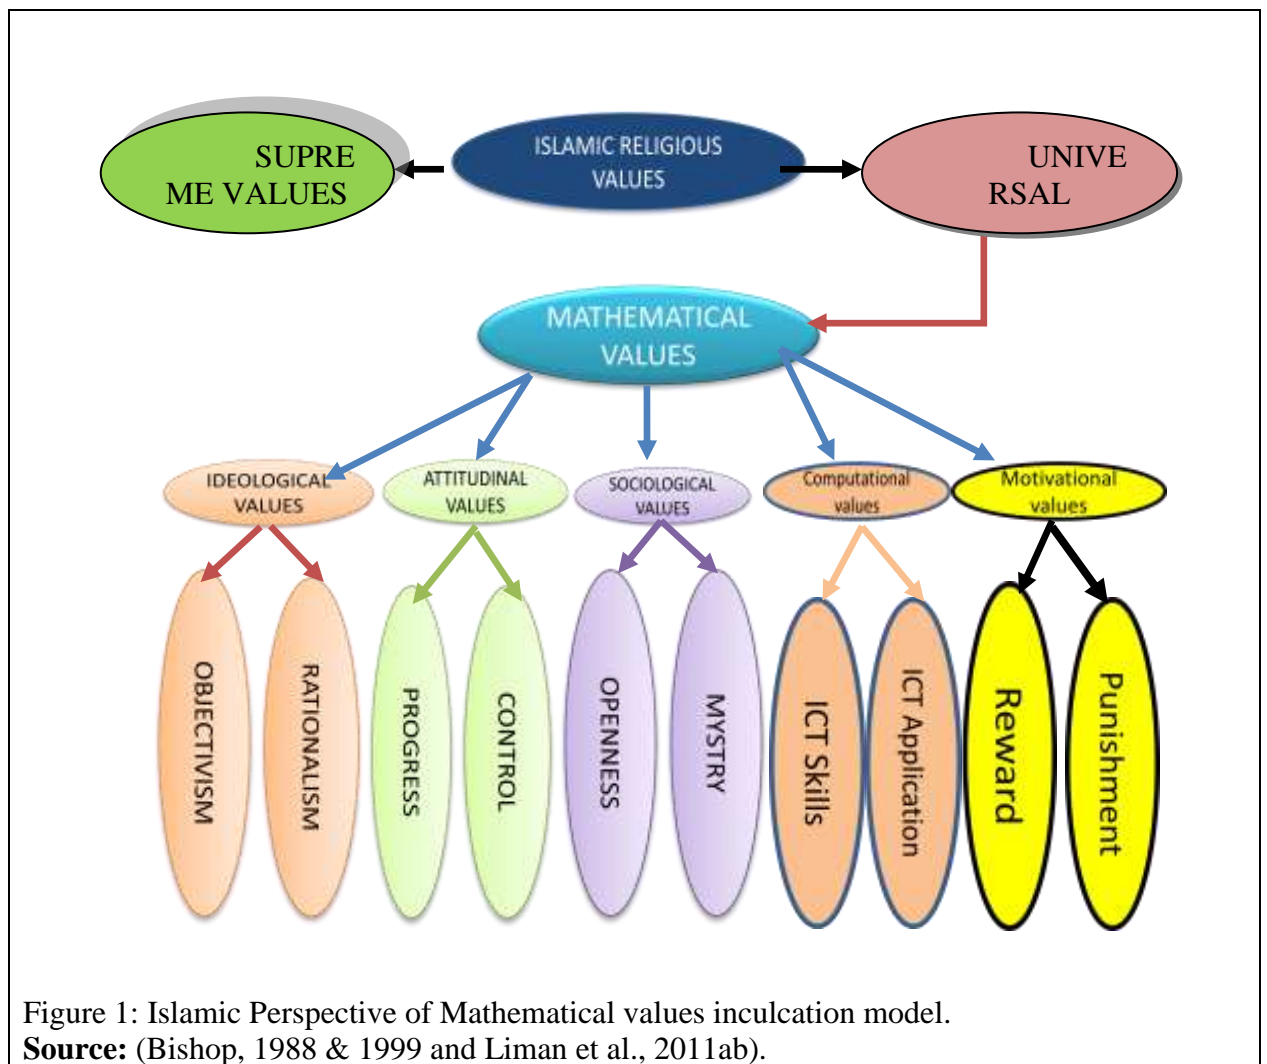 SUPRE
ME VALUES
ISLAMIC RELIGIOUS
VALUES
UNIVE
RSAL
MATHEMATICAL
VALUES
IDEOLOGICAL
VALUES
ATTITUDINAL
VALUES
SOCIOLOGICAL
VALUES
Computational
values
Motivational
values
OBJECTIVISM
RATIONALISM
PROGRESS
CONTROL
OPENNESS
MYSTRY
ICT Skills
ICT Application
Reward
Punishment
Figure 1: Islamic Perspective of Mathematical values inculcation model.
Source: (Bishop, 1988 & 1999 and Liman et al., 2011ab).